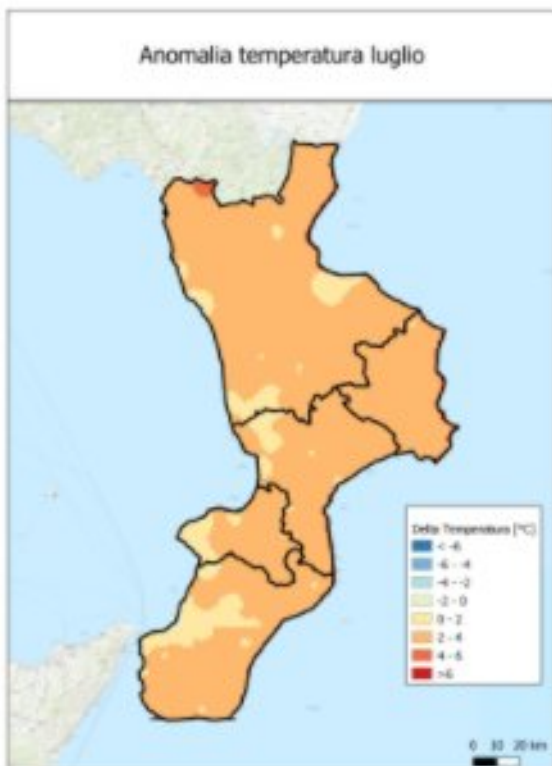 Anomalia temperatura luglio
Delta Temperatura [°C]
< -6
-6 - -4
-4 - -2
-2 - 0
0 - 2
2 - 4
4 - 6
>6
0 10 20 km